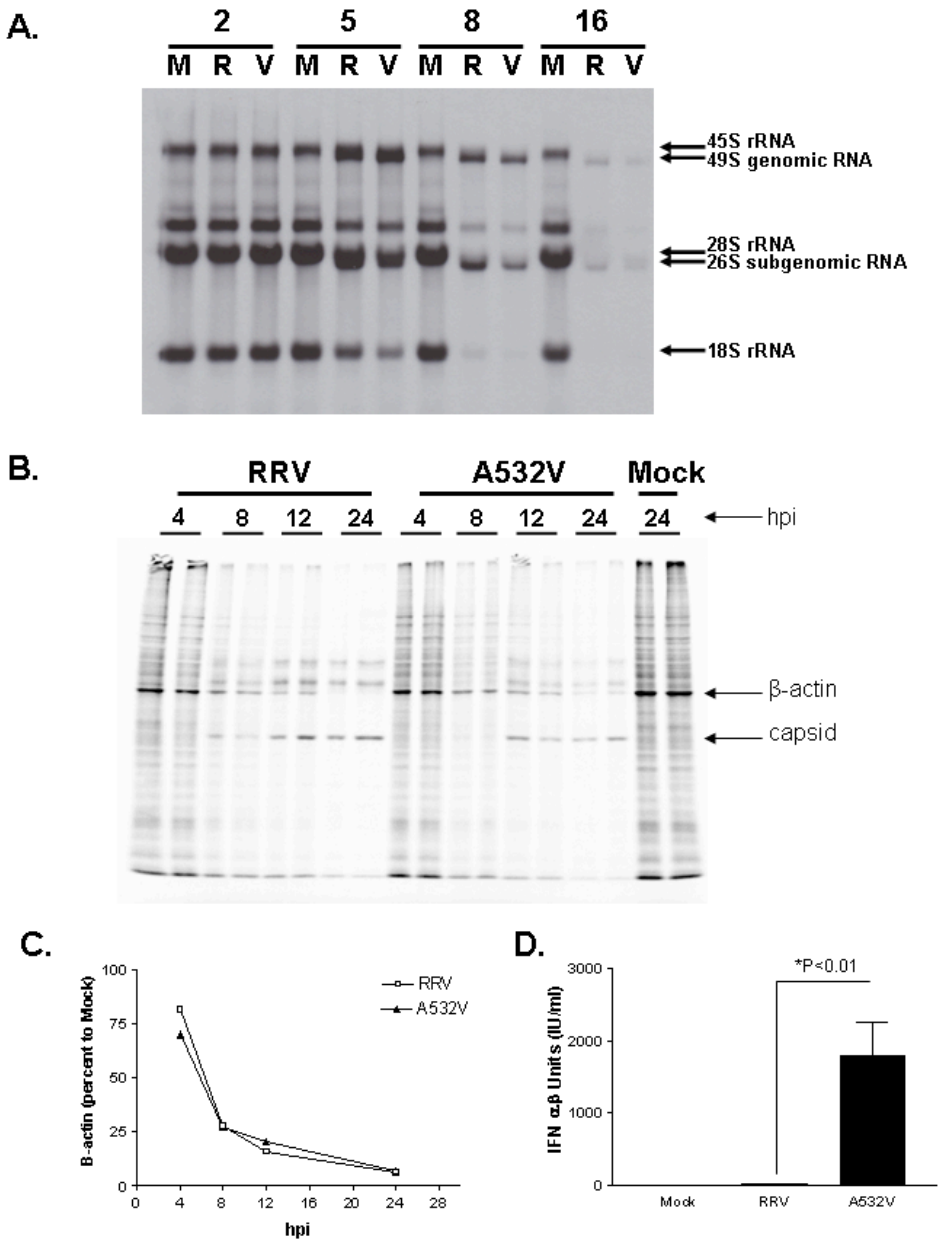 A.
2 5 8 16
M R V M R V M R V M R V
45S rRNA
49S genomic RNA
28S rRNA
26S subgenomic RNA
18S rRNA
B.
RRV A532V Mock
4 8 12 24 4 8 12 24 24 hpi
β-actin
capsid
C.
B-actin (percent to Mock)
100
75
50
25
0
0 4 8 12 16 20 24 28
hpi
RRV
A532V
D.
IFN α.β Units (IU/ml)
3000
2000
1000
0
*P<0.01
Mock RRV A532V